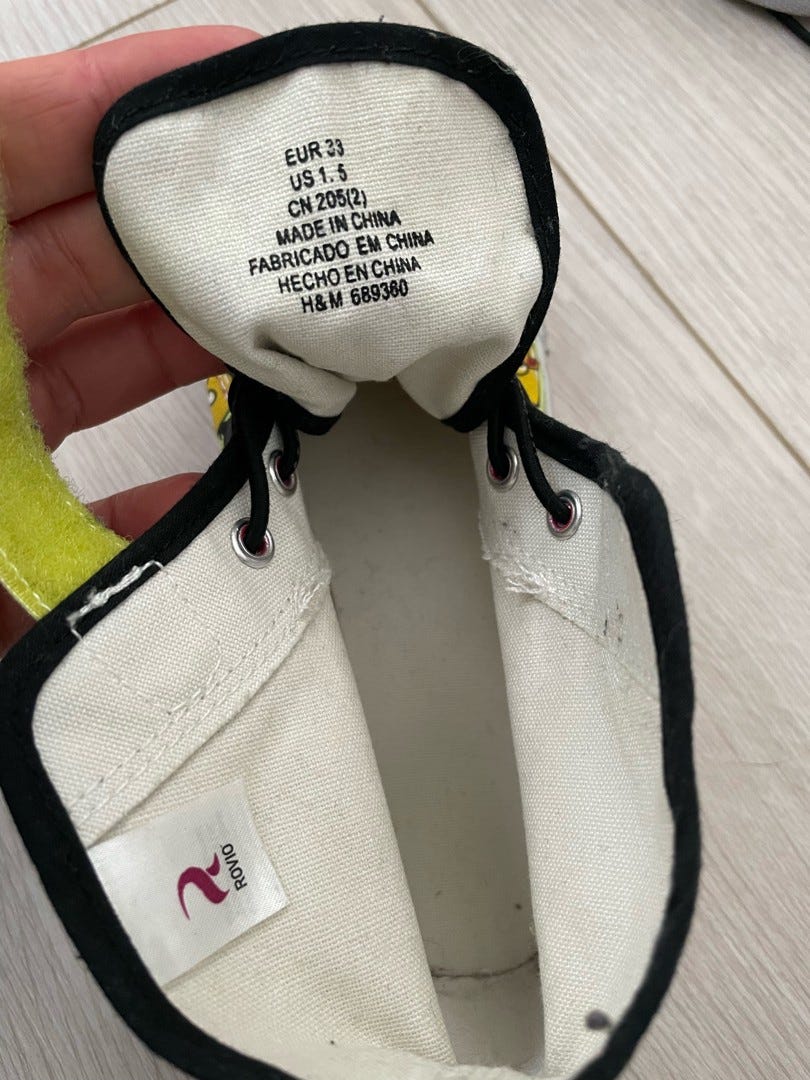 EUR 33
US 1.5
CN 205(2)
MADE IN CHINA
FABRICADO EM CHINA
HECHO EN CHINA
H&M 689360
ROVIO